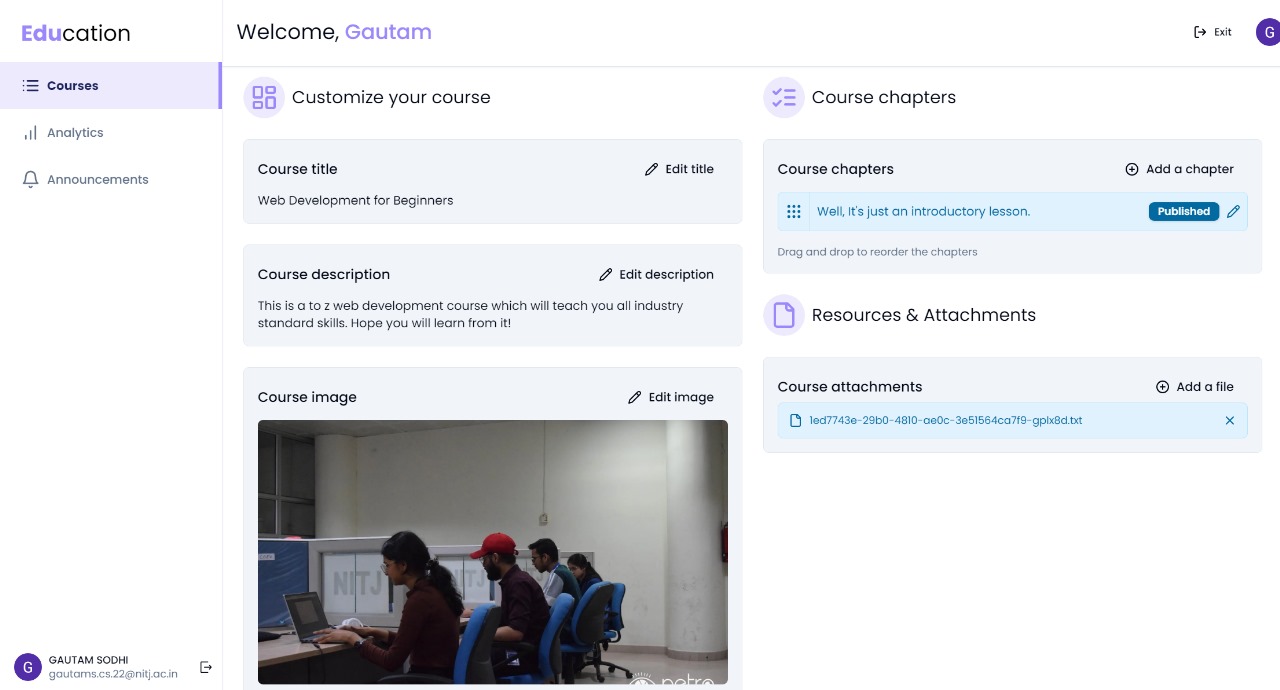 Education
Welcome, Gautam
Exit
G
Courses
Analytics
Announcements
Customize your course
Course title
Edit title
Web Development for Beginners
Course description
Edit description
This is a to z web development course which will teach you all industry
standard skills. Hope you will learn from it!
Course image
Edit image
NITJ
NITJ
petro
Course chapters
Course chapters
Add a chapter
Well, It's just an introductory lesson.
Published
Drag and drop to reorder the chapters
Resources & Attachments
Course attachments
Add a file
1ed7743e-29b0-4810-ae0c-3e51564ca7f9-gplx8d.txt
G
GAUTAM SODHI
gautams.cs.22@nitj.ac.in